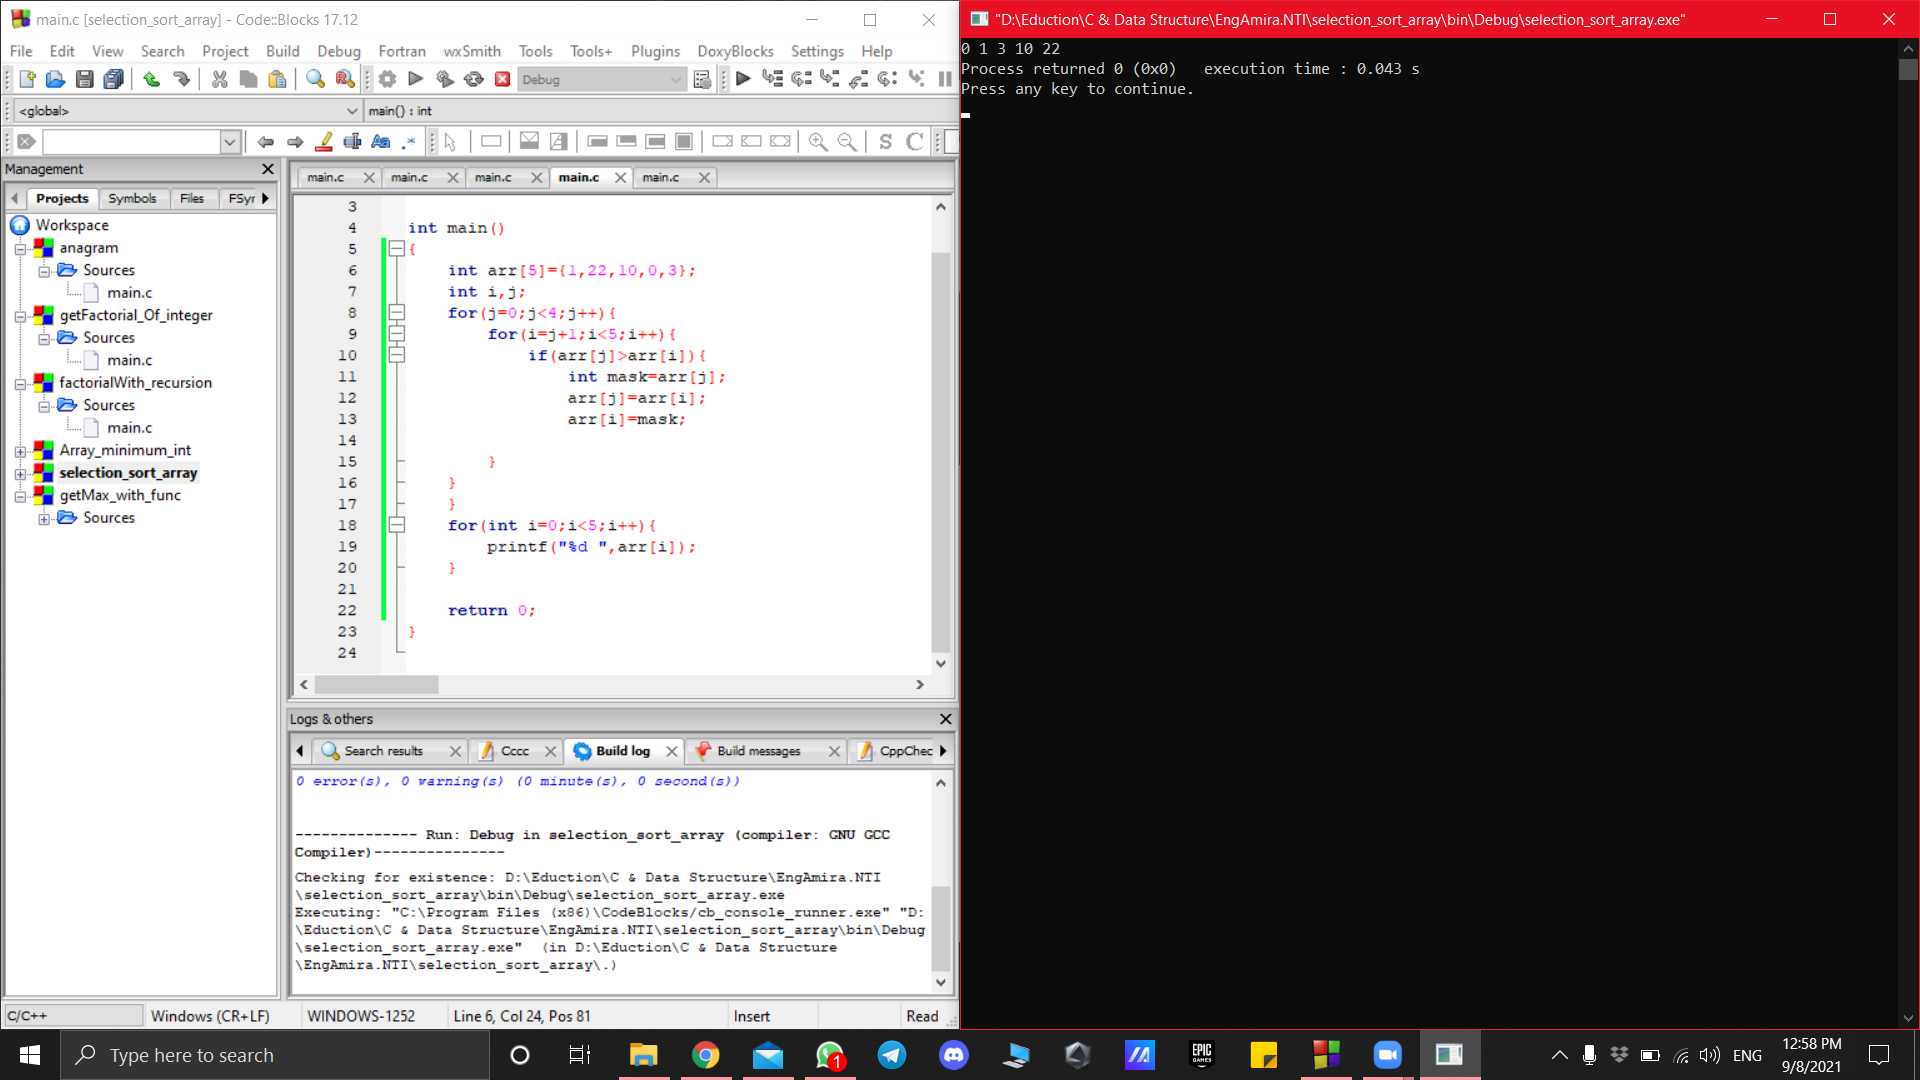 main.c [selection_sort_array] - Code::Blocks 17.12
File Edit View Search Project Build Debug Fortran wxSmith Tools Tools+ Plugins DoxyBlocks Settings Help
Debug
<global>
main() : int
Management
Projects Symbols Files FSyr
Workspace
anagram
Sources
main.c
getFactorial_Of_integer
Sources
main.c
factorialWith_recursion
Sources
main.c
Array_minimum_int
selection_sort_array
getMax_with_func
Sources
main.c main.c main.c main.c main.c
3
4 int main()
5 {
6 int arr[5]={1,22,10,0,3};
7 int i,j;
8 for(j=0;j<4;j++){
9 for(i=j+1;i<5;i++){
10 if(arr[j]>arr[i]){
11 int mask=arr[j];
12 arr[j]=arr[i];
13 arr[i]=mask;
14
15 }
16 }
17 }
18 for(int i=0;i<5;i++){
19 printf("%d ",arr[i]);
20 }
21
22 return 0;
23 }
24
Logs & others
Search results Cccc Build log Build messages CppChec
0 error(s), 0 warning(s) (0 minute(s), 0 second(s))
-------------- Run: Debug in selection_sort_array (compiler: GNU GCC
Compiler)---------------
Checking for existence: D:\Eduction\C & Data Structure\EngAmira.NTI
\selection_sort_array\bin\Debug\selection_sort_array.exe
Executing: "C:\Program Files (x86)\CodeBlocks/cb_console_runner.exe" "D:
\Eduction\C & Data Structure\EngAmira.NTI\selection_sort_array\bin\Debug
\selection_sort_array.exe"  (in D:\Eduction\C & Data Structure
\EngAmira.NTI\selection_sort_array\.)
C/C++ Windows (CR+LF) WINDOWS-1252 Line 6, Col 24, Pos 81 Insert Read
"D:\Eduction\C & Data Structure\EngAmira.NTI\selection_sort_array\bin\Debug\selection_sort_array.exe"
0 1 3 10 22
Process returned 0 (0x0)   execution time : 0.043 s
Press any key to continue.
Type here to search
1
EPIC
GAMES
ENG
12:58 PM
9/8/2021